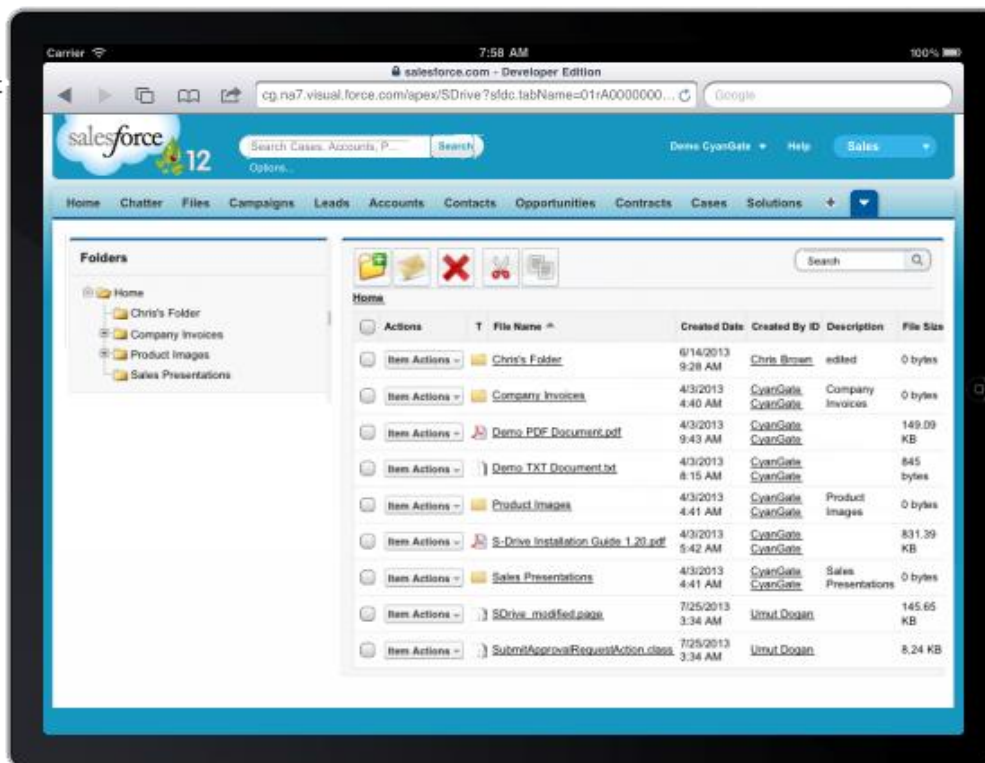 Carrier 7:58 AM 100%
salesforce.com - Developer Edition
cg.na7.visual.force.com/apex/SDrive?sfdc.tabName=01rA0000000... Google
salesforce 12
Search Cases, Accounts, P... Search Demo CyanGate Help Sales
Options...
Home Chatter Files Campaigns Leads Accounts Contacts Opportunities Contracts Cases Solutions +
Folders
Home
Chris's Folder
Company Invoices
Product Images
Sales Presentations
Search
Home
Actions T File Name Created Date Created By ID Description File Size
Item Actions Chris's Folder 6/14/2013 9:28 AM Chris Brown edited 0 bytes
Item Actions Company Invoices 4/3/2013 4:40 AM CyanGate CyanGate Company Invoices 0 bytes
Item Actions Demo PDF Document.pdf 4/3/2013 9:43 AM CyanGate CyanGate 149.09 KB
Item Actions Demo TXT Document.txt 4/3/2013 8:15 AM CyanGate CyanGate 845 bytes
Item Actions Product Images 4/3/2013 4:41 AM CyanGate CyanGate Product Images 0 bytes
Item Actions S-Drive Installation Guide 1.20.pdf 4/3/2013 5:42 AM CyanGate CyanGate 831.39 KB
Item Actions Sales Presentations 4/3/2013 4:41 AM CyanGate CyanGate Sales Presentations 0 bytes
Item Actions SDrive_modified.page 7/25/2013 3:34 AM Umut Dogan 145.65 KB
Item Actions SubmitApprovalRequestAction.class 7/25/2013 3:34 AM Umut Dogan 8.24 KB